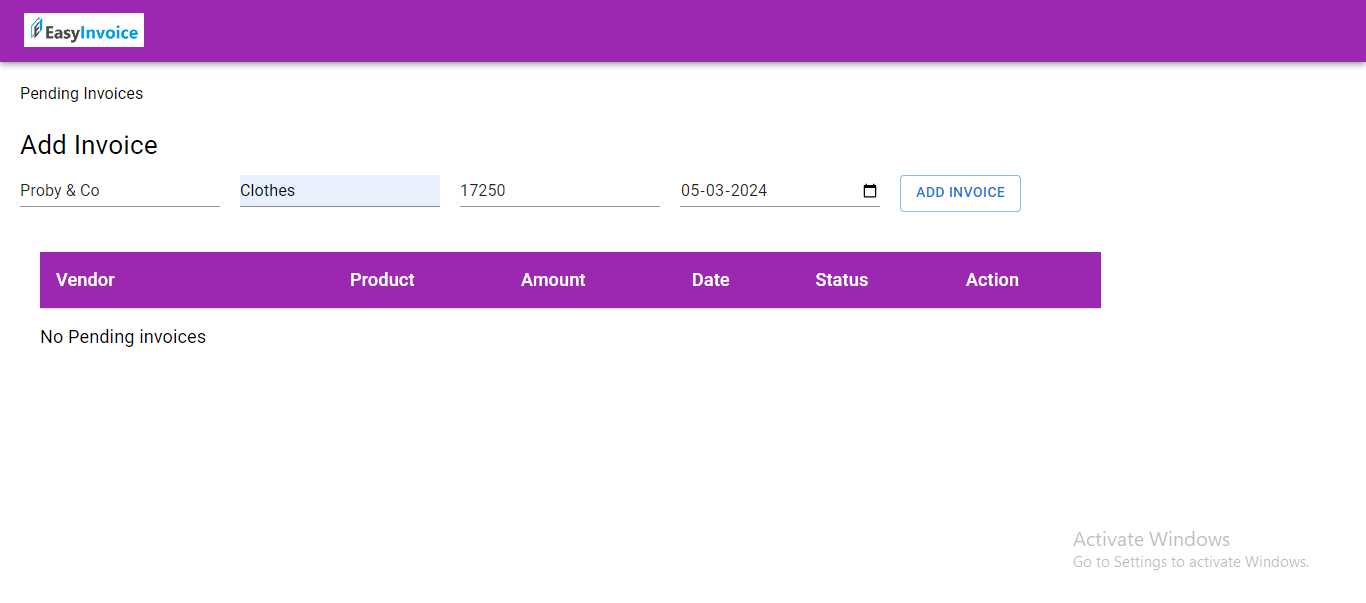 EasyInvoice
Pending Invoices
Add Invoice
Proby & Co Clothes 17250 05-03-2024 ADD INVOICE
Vendor Product Amount Date Status Action
No Pending invoices
Activate Windows
Go to Settings to activate Windows.